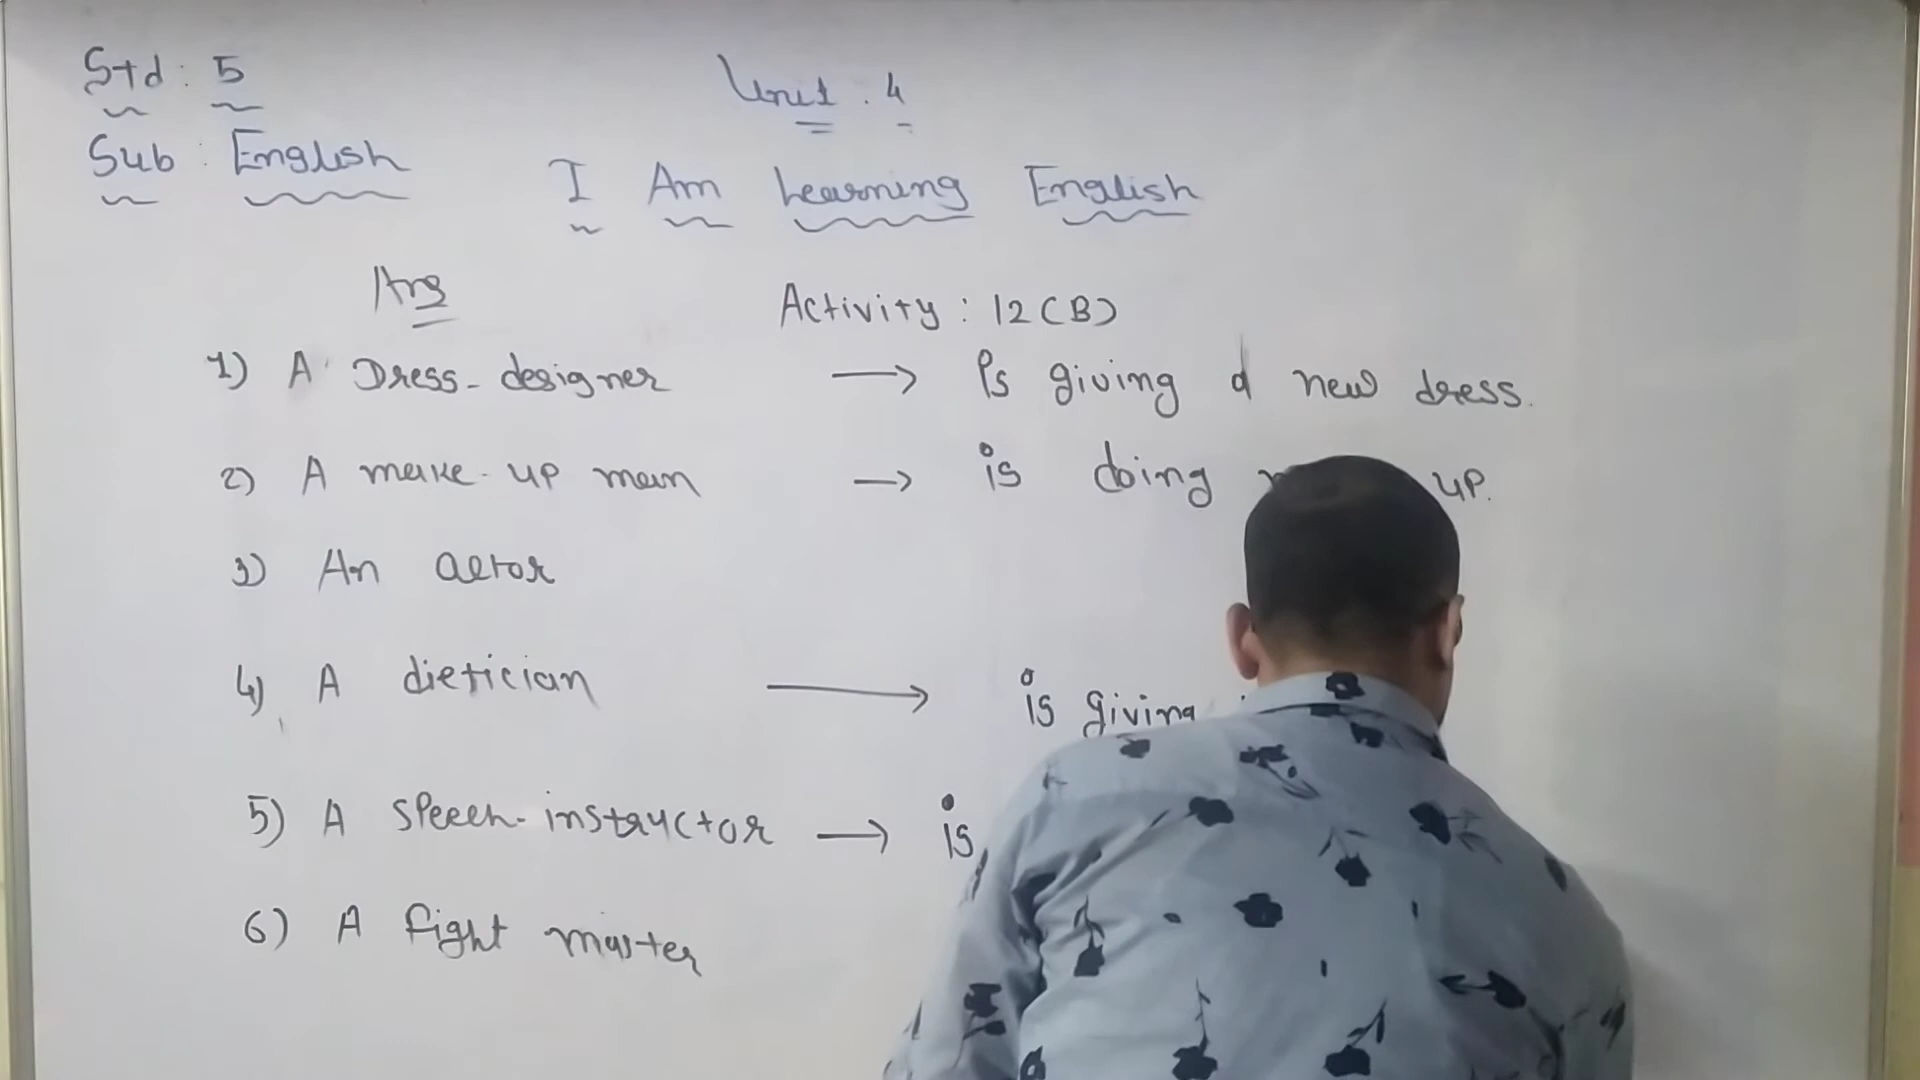 Std : 5
Unit . 4
Sub : English
I Am Learning English
Ans
Activity : 12 (B)
1) A Dress-designer → is giving a new dress.
2) A make-up man → is doing up.
3) An actor
4) A dietician → is giving
5) A speech-instructor → is
6) A fight master